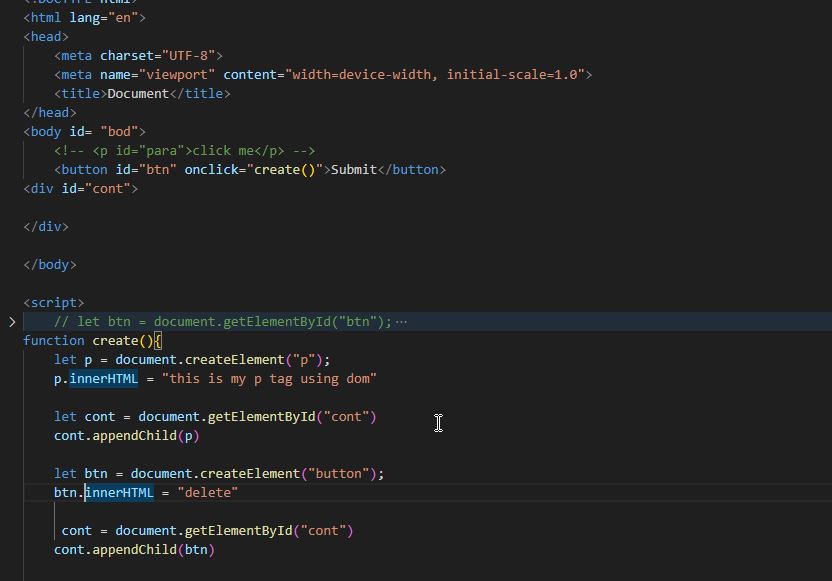 <!DOCTYPE html>
<html lang="en">
<head>
    <meta charset="UTF-8">
    <meta name="viewport" content="width=device-width, initial-scale=1.0">
    <title>Document</title>
</head>
<body id= "bod">
    <!-- <p id="para">click me</p> -->
    <button id="btn" onclick="create()">Submit</button>
<div id="cont">
</div>
</body>
<script>
    // let btn = document.getElementById("btn");⋯
function create(){
    let p = document.createElement("p");
    p.innerHTML = "this is my p tag using dom"
    let cont = document.getElementById("cont")
    cont.appendChild(p)
    let btn = document.createElement("button");
    btn.innerHTML = "delete"
     cont = document.getElementById("cont")
    cont.appendChild(btn)